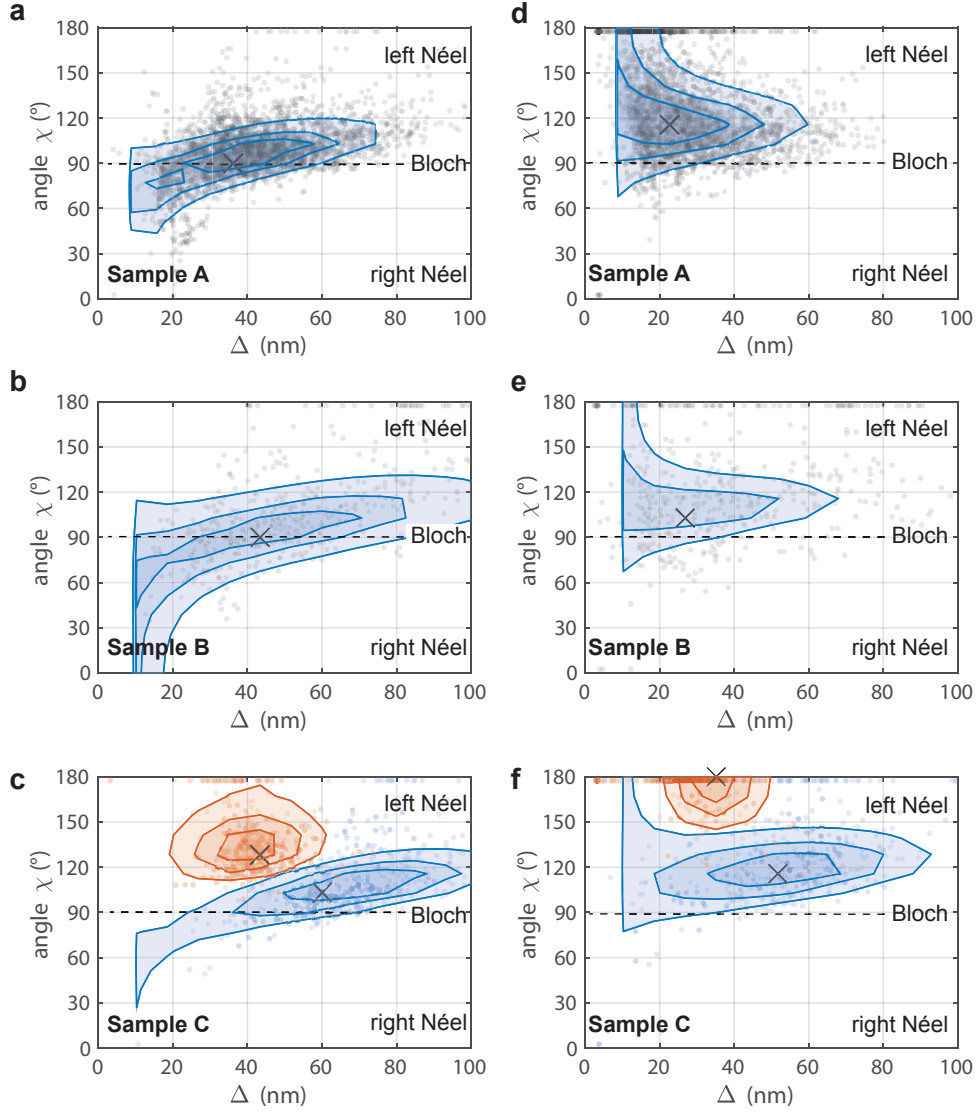 a
180
150
120
90
60
30
0
angle χ (°)
left Néel
Bloch
right Néel
Sample A
0 20 40 60 80 100
Δ (nm)
d
180
150
120
90
60
30
0
angle χ (°)
left Néel
Bloch
right Néel
Sample A
0 20 40 60 80 100
Δ (nm)
b
180
150
120
90
60
30
0
angle χ (°)
left Néel
Bloch
right Néel
Sample B
0 20 40 60 80 100
Δ (nm)
e
180
150
120
90
60
30
0
angle χ (°)
left Néel
Bloch
right Néel
Sample B
0 20 40 60 80 100
Δ (nm)
c
180
150
120
90
60
30
0
angle χ (°)
left Néel
Bloch
right Néel
Sample C
0 20 40 60 80 100
Δ (nm)
f
180
150
120
90
60
30
0
angle χ (°)
left Néel
Bloch
right Néel
Sample C
0 20 40 60 80 100
Δ (nm)